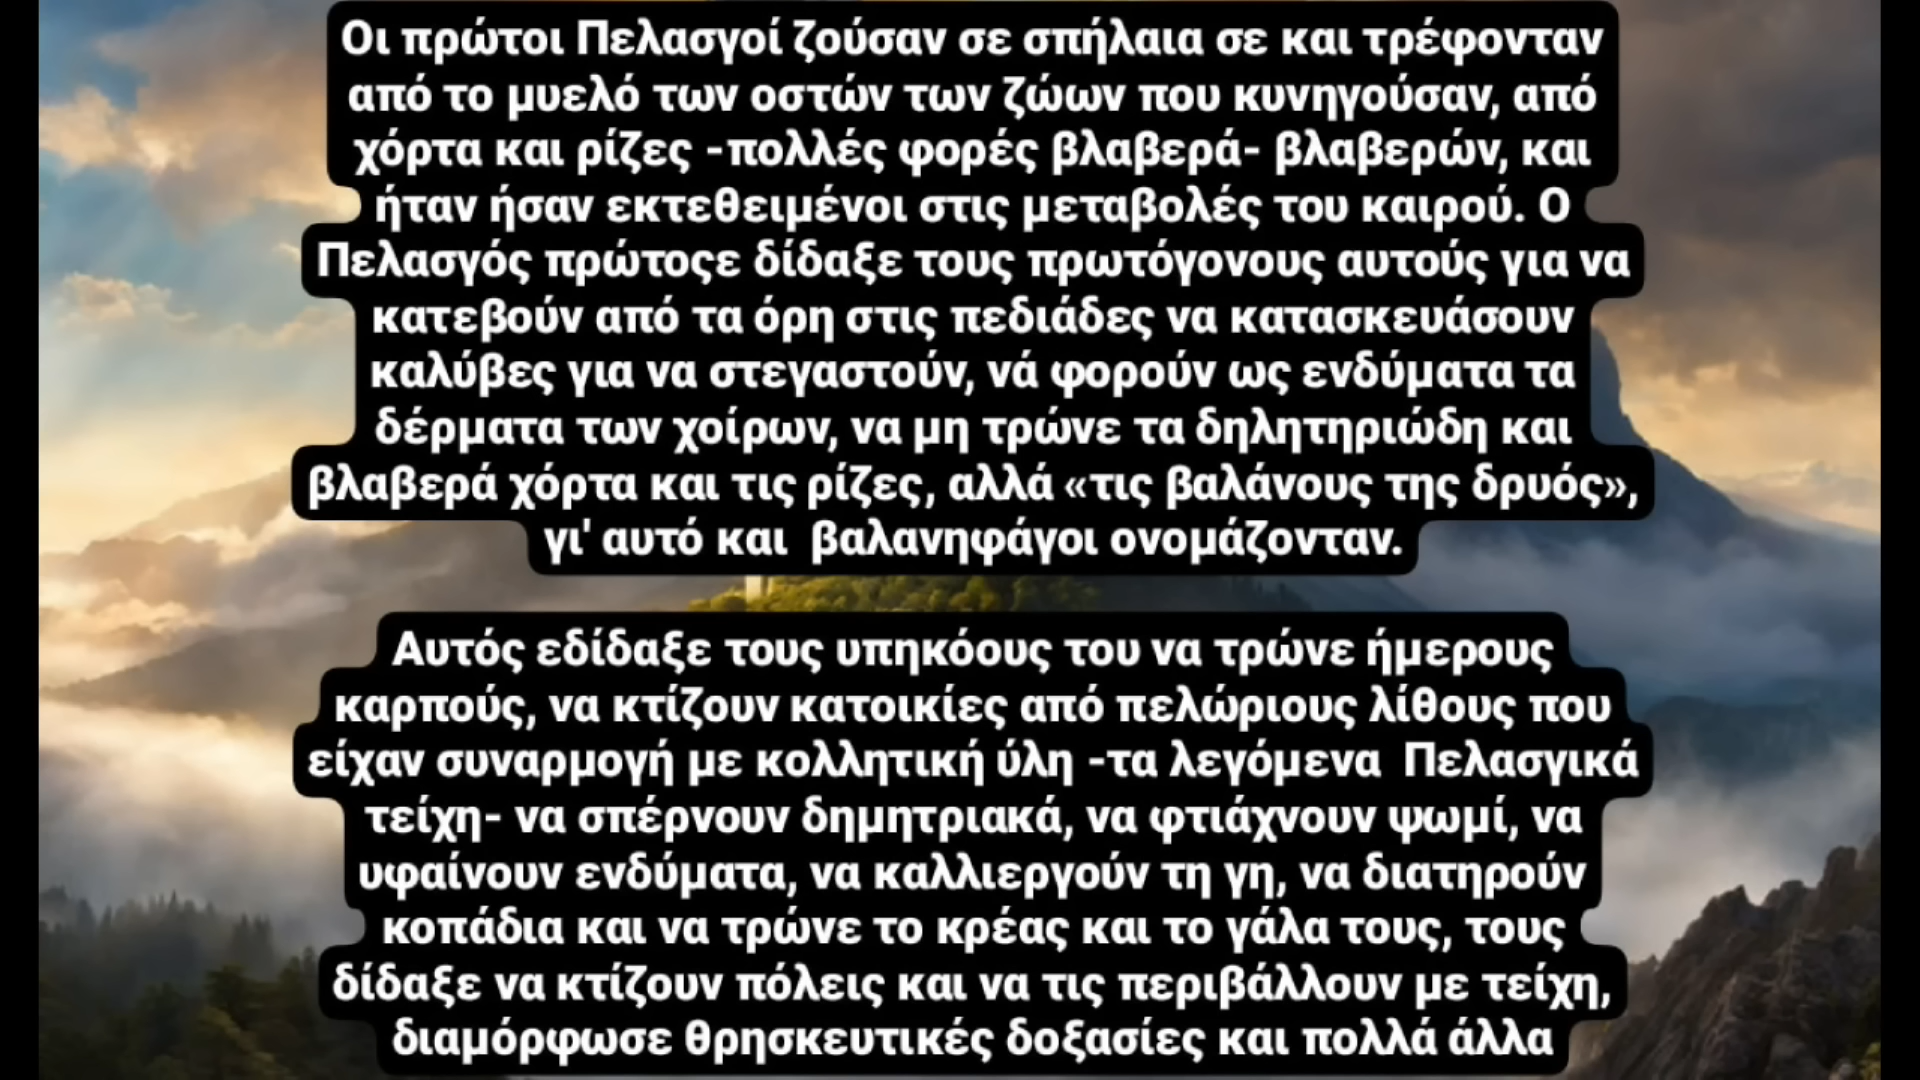 Οι πρώτοι Πελασγοί ζούσαν σε σπήλαια σε και τρέφονταν
από το μυελό των οστών των ζώων που κυνηγούσαν, από
χόρτα και ρίζες -πολλές φορές βλαβερά- βλαβερών, και
ήταν ήσαν εκτεθειμένοι στις μεταβολές του καιρού. Ο
Πελασγός πρώτοςε δίδαξε τους πρωτόγονους αυτούς για να
κατεβούν από τα όρη στις πεδιάδες να κατασκευάσουν
καλύβες για να στεγαστούν, νά φορούν ως ενδύματα τα
δέρματα των χοίρων, να μη τρώνε τα δηλητηριώδη και
βλαβερά χόρτα και τις ρίζες, αλλά «τις βαλάνους της δρυός»,
γι' αυτό και  βαλανηφάγοι ονομάζονταν.
Αυτός εδίδαξε τους υπηκόους του να τρώνε ήμερους
καρπούς, να κτίζουν κατοικίες από πελώριους λίθους που
είχαν συναρμογή με κολλητική ύλη -τα λεγόμενα  Πελασγικά
τείχη- να σπέρνουν δημητριακά, να φτιάχνουν ψωμί, να
υφαίνουν ενδύματα, να καλλιεργούν τη γη, να διατηρούν
κοπάδια και να τρώνε το κρέας και το γάλα τους, τους
δίδαξε να κτίζουν πόλεις και να τις περιβάλλουν με τείχη,
διαμόρφωσε θρησκευτικές δοξασίες και πολλά άλλα